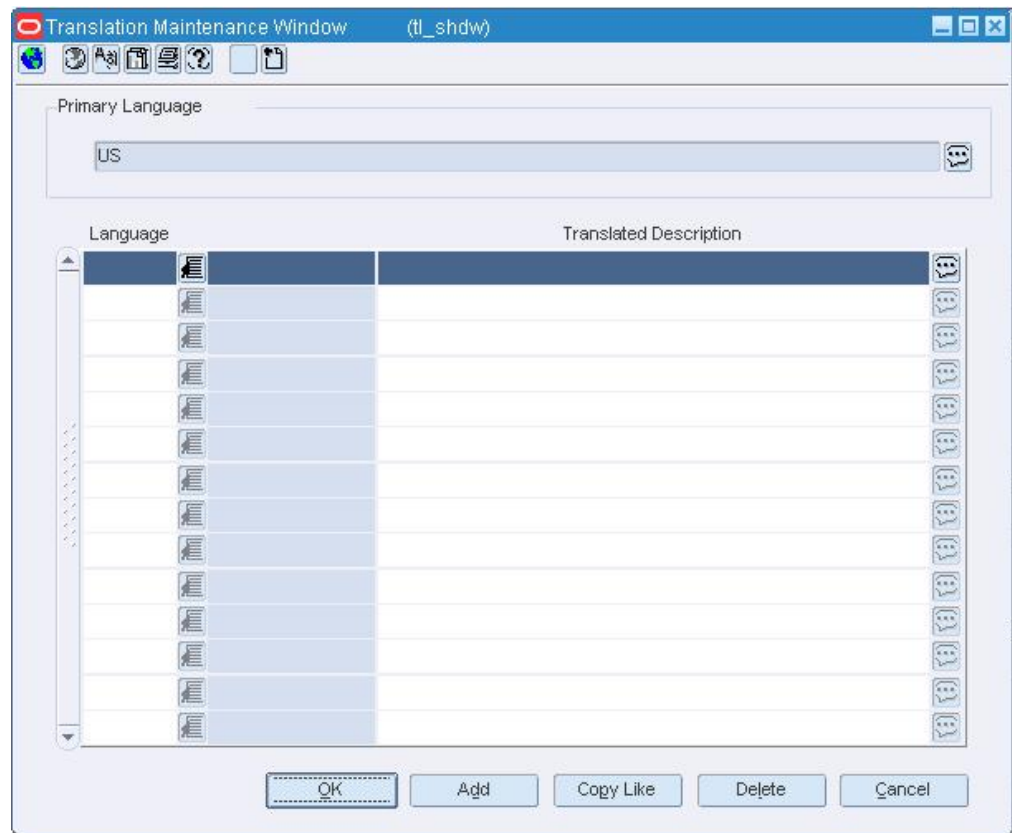 Translation Maintenance Window (tl_shdw)
Primary Language
US
Language Translated Description
OK Add Copy Like Delete Cancel